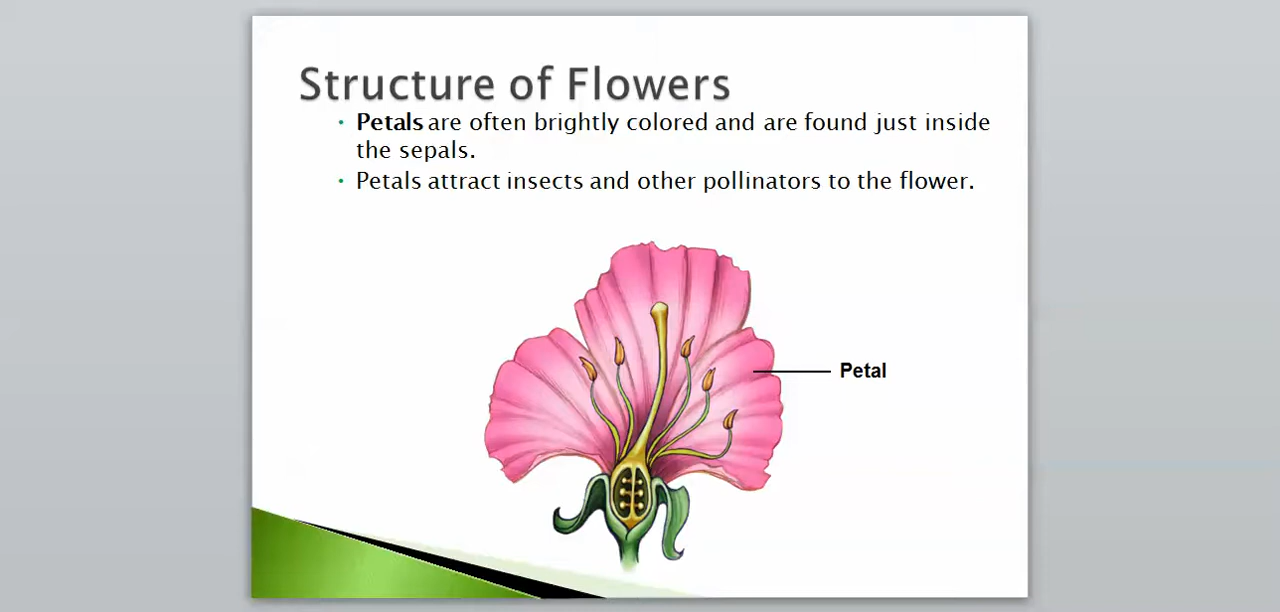 Structure of Flowers
• Petals are often brightly colored and are found just inside
the sepals.
• Petals attract insects and other pollinators to the flower.
Petal